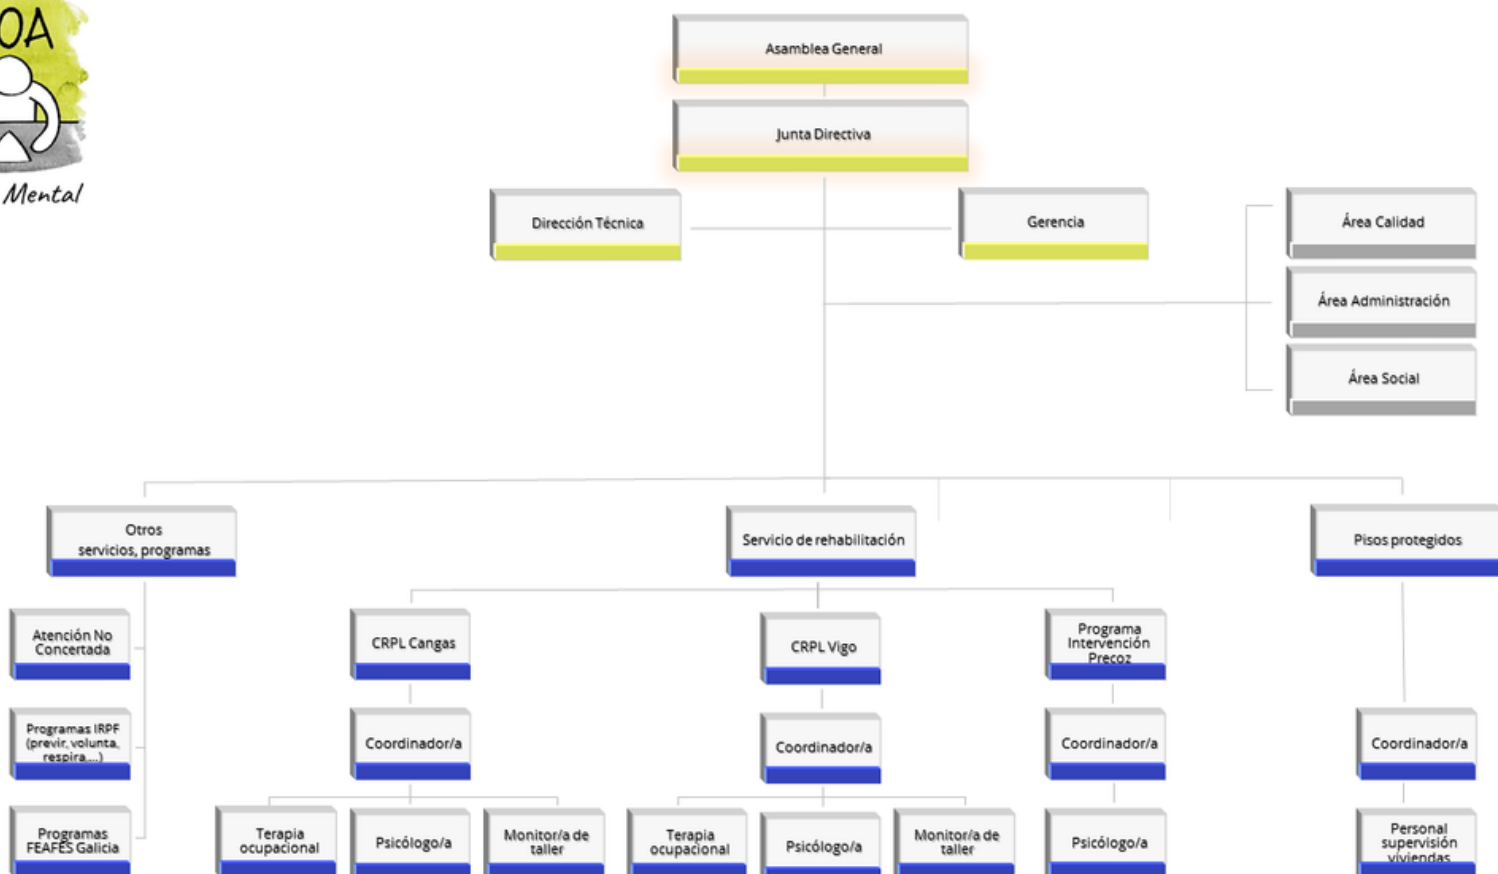 OA
Mental
Asamblea General
Junta Directiva
Dirección Técnica
Gerencia
Área Calidad
Área Administración
Área Social
Otros
servicios, programas
Servicio de rehabilitación
Pisos protegidos
Atención No
Concertada
CRPL Cangas
CRPL Vigo
Programa
Intervención
Precoz
Programas IRPF
(previr, volunta,
respira,...)
Coordinador/a
Coordinador/a
Coordinador/a
Coordinador/a
Programas
FEAFES Galicia
Terapia
ocupacional
Psicólogo/a
Monitor/a de
taller
Terapia
ocupacional
Psicólogo/a
Monitor/a de
taller
Psicólogo/a
Personal
supervisión
viviendas